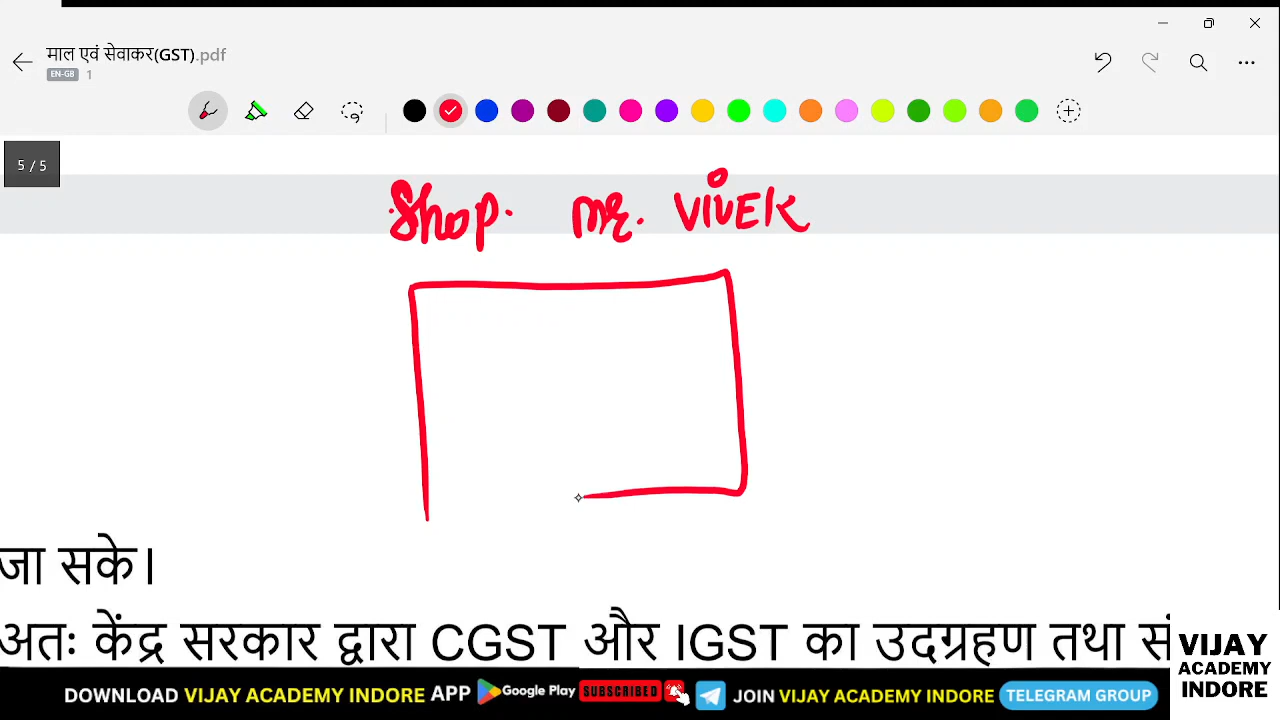 माल एवं सेवाकर(GST).pdf
EN-GB 1
5 / 5
Shop. Mr. VIVEK
जा सके।
अतः केंद्र सरकार द्वारा CGST और IGST का उदग्रहण तथा सं
VIJAY
ACADEMY
INDORE
DOWNLOAD VIJAY ACADEMY INDORE APP Google Play SUBSCRIBED JOIN VIJAY ACADEMY INDORE TELEGRAM GROUP